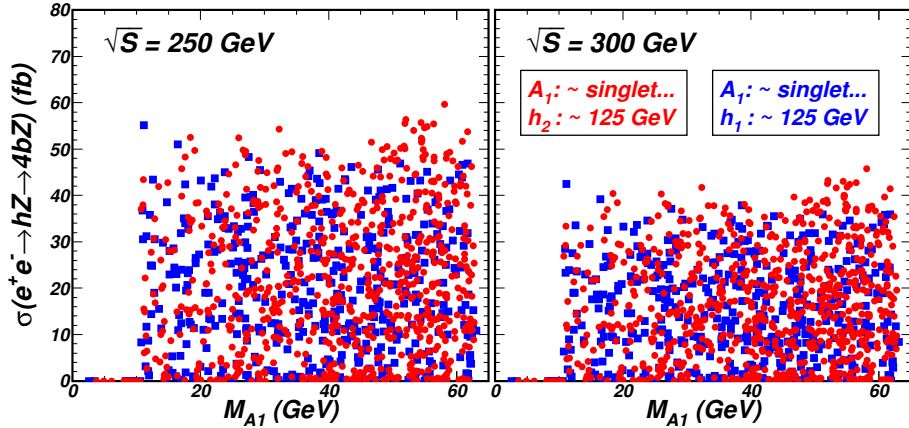 σ(e⁺e⁻→hZ→4bZ) (fb)
80
70
60
50
40
30
20
10
0
√S = 250 GeV
0 20 40 60
M_A1 (GeV)
√S = 300 GeV
A₁: ~ singlet...
h₂ : ~ 125 GeV
A₁: ~ singlet...
h₁ : ~ 125 GeV
0 20 40 60
M_A1 (GeV)